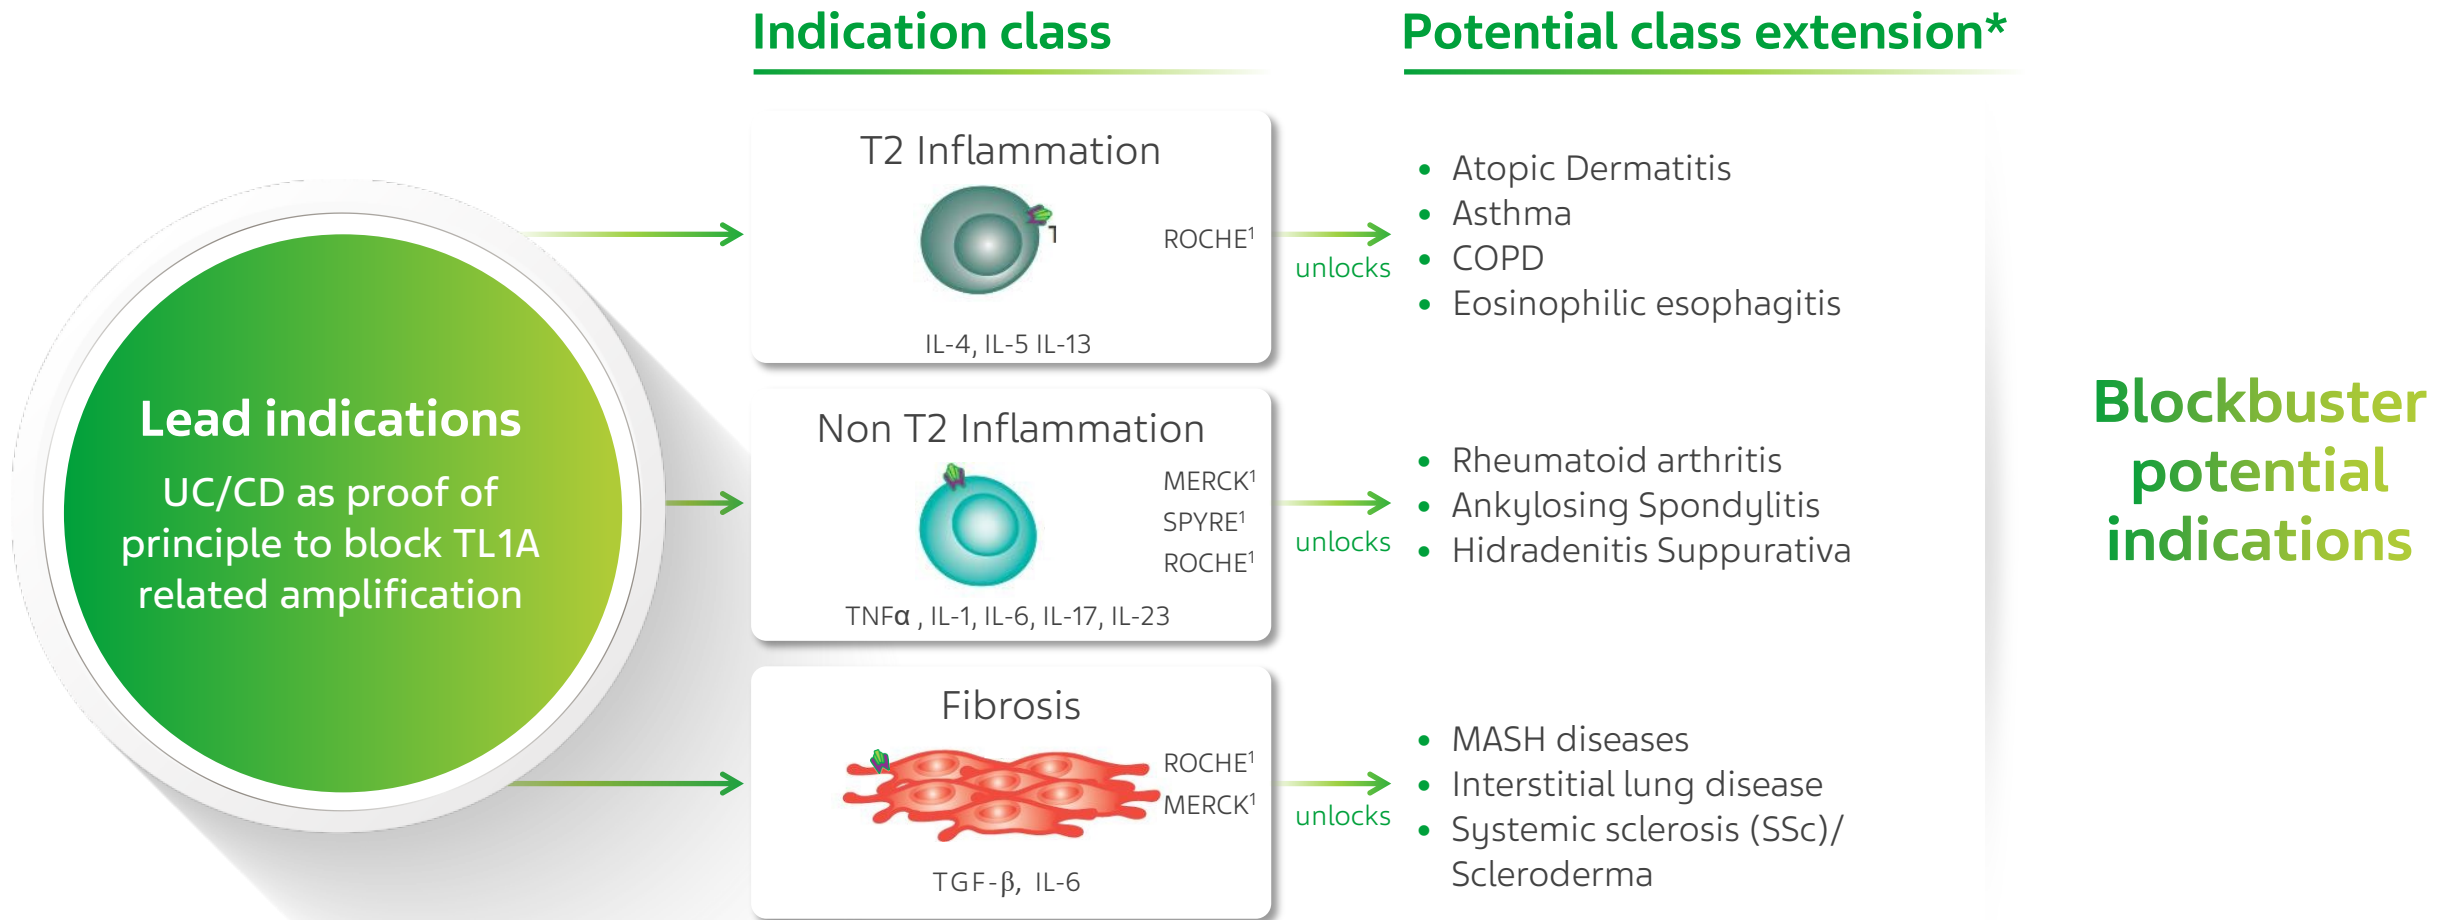 Indication class
Potential class extension*
Lead indications
UC/CD as proof of
principle to block TL1A
related amplification
T2 Inflammation
1
ROCHE¹
IL-4, IL-5 IL-13
unlocks
• Atopic Dermatitis
• Asthma
• COPD
• Eosinophilic esophagitis
Non T2 Inflammation
MERCK¹
SPYRE¹
ROCHE¹
TNFα , IL-1, IL-6, IL-17, IL-23
unlocks
• Rheumatoid arthritis
• Ankylosing Spondylitis
• Hidradenitis Suppurativa
Fibrosis
ROCHE¹
MERCK¹
TGF-β, IL-6
unlocks
• MASH diseases
• Interstitial lung disease
• Systemic sclerosis (SSc)/
Scleroderma
Blockbuster
potential
indications